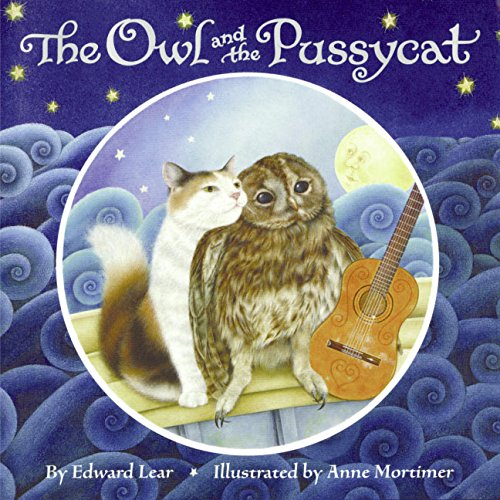 The Owl and the Pussycat
By Edward Lear ★ Illustrated by Anne Mortimer